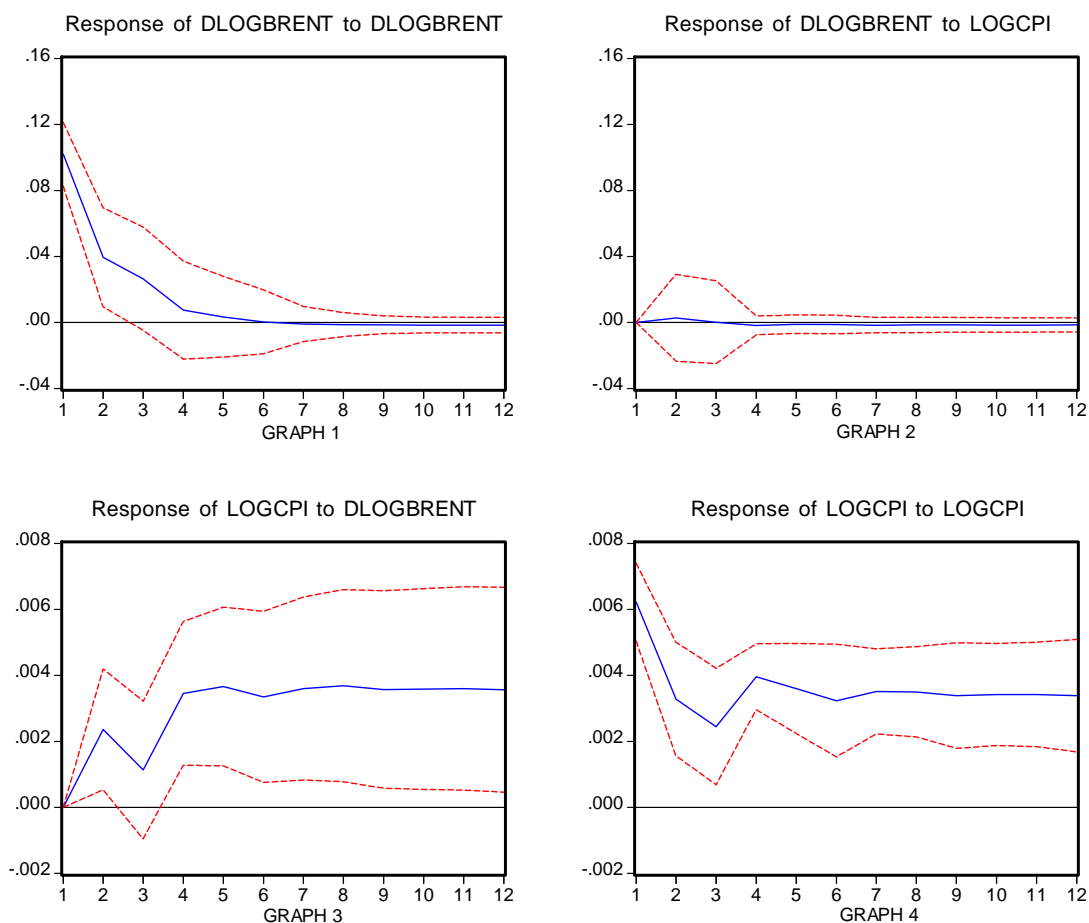 Response of DLOGBRENT to DLOGBRENT
.16
.12
.08
.04
.00
-.04
1 2 3 4 5 6 7 8 9 10 11 12
GRAPH 1
Response of DLOGBRENT to LOGCPI
.16
.12
.08
.04
.00
-.04
1 2 3 4 5 6 7 8 9 10 11 12
GRAPH 2
Response of LOGCPI to DLOGBRENT
.008
.006
.004
.002
.000
-.002
1 2 3 4 5 6 7 8 9 10 11 12
GRAPH 3
Response of LOGCPI to LOGCPI
.008
.006
.004
.002
.000
-.002
1 2 3 4 5 6 7 8 9 10 11 12
GRAPH 4